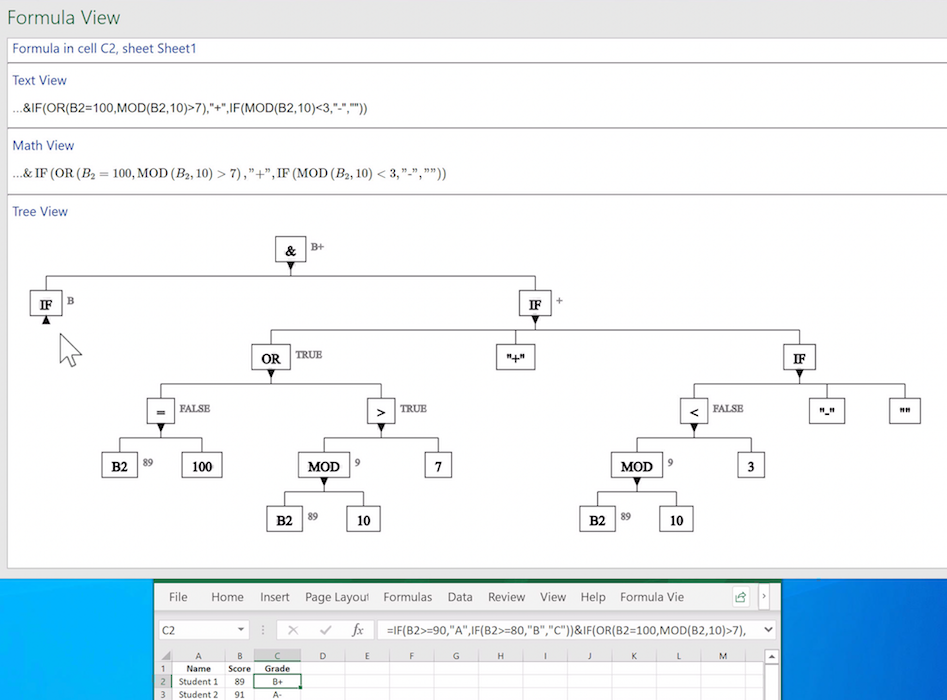 Formula View
Formula in cell C2, sheet Sheet1
Text View
...&IF(OR(B2=100,MOD(B2,10)>7),"+",IF(MOD(B2,10)<3,"-",""))
Math View
...& IF (OR (B₂ = 100, MOD (B₂, 10) > 7) ,"+", IF (MOD (B₂, 10) < 3, "-",""))
Tree View
& B+
IF B IF +
OR TRUE "+" IF
= FALSE > TRUE < FALSE "-" ""
B2 89 100 MOD 9 7 MOD 9 3
B2 89 10 B2 89 10
File Home Insert Page Layout Formulas Data Review View Help Formula Vie
C2 fx =IF(B2>=90,"A",IF(B2>=80,"B","C"))&IF(OR(B2=100,MOD(B2,10)>7),
A B C D E F G H I J K L M
1 Name Score Grade
2 Student 1 89 B+
3 Student 2 91 A-